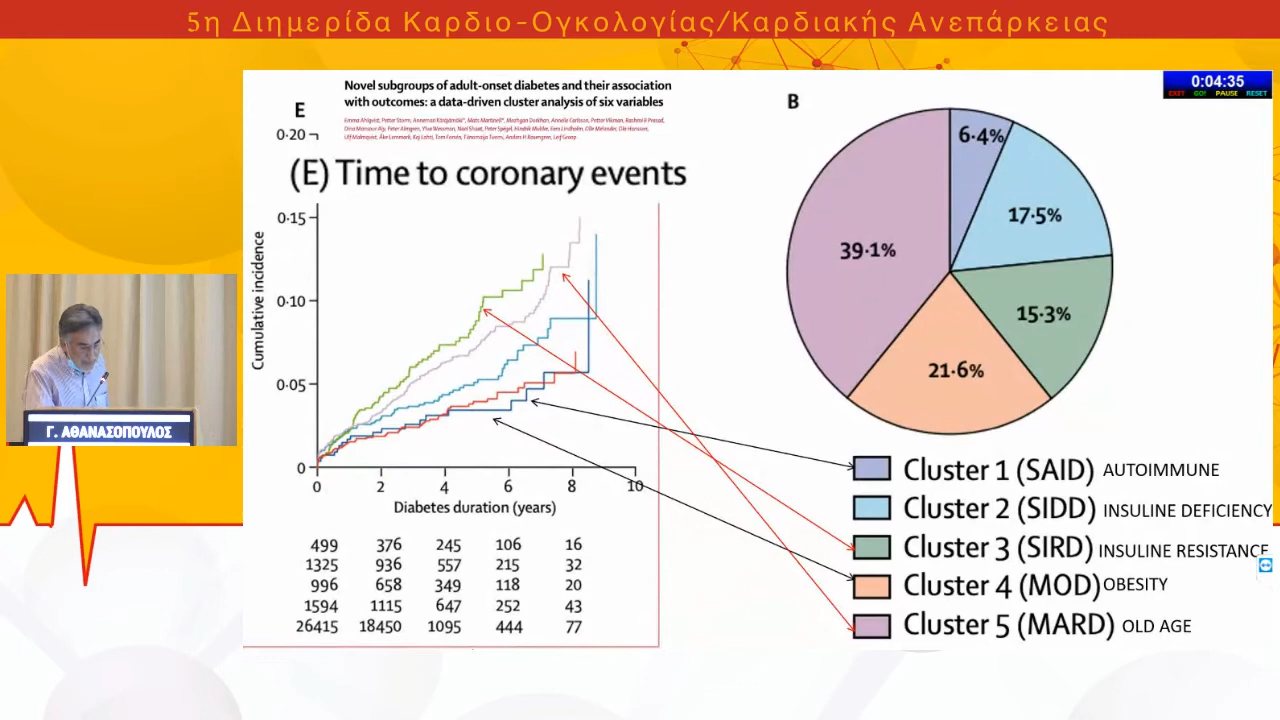 5η Διημερίδα Καρδιο-Ογκολογίας/Καρδιακής Ανεπάρκειας
0:04:35
EXIT GO! PAUSE RESET
Novel subgroups of adult-onset diabetes and their association
with outcomes: a data-driven cluster analysis of six variables
E
0·20
(E) Time to coronary events
0·15
0·10
0·05
0
Cumulative incidence
0 2 4 6 8 10
Diabetes duration (years)
499 376 245 106 16
1325 936 557 215 32
996 658 349 118 20
1594 1115 647 252 43
26415 18450 1095 444 77
B
6·4%
17·5%
15·3%
21·6%
39·1%
Cluster 1 (SAID) AUTOIMMUNE
Cluster 2 (SIDD) INSULINE DEFICIENCY
Cluster 3 (SIRD) INSULINE RESISTANCE
Cluster 4 (MOD) OBESITY
Cluster 5 (MARD) OLD AGE
Γ. ΑΘΑΝΑΣΟΠΟΥΛΟΣ